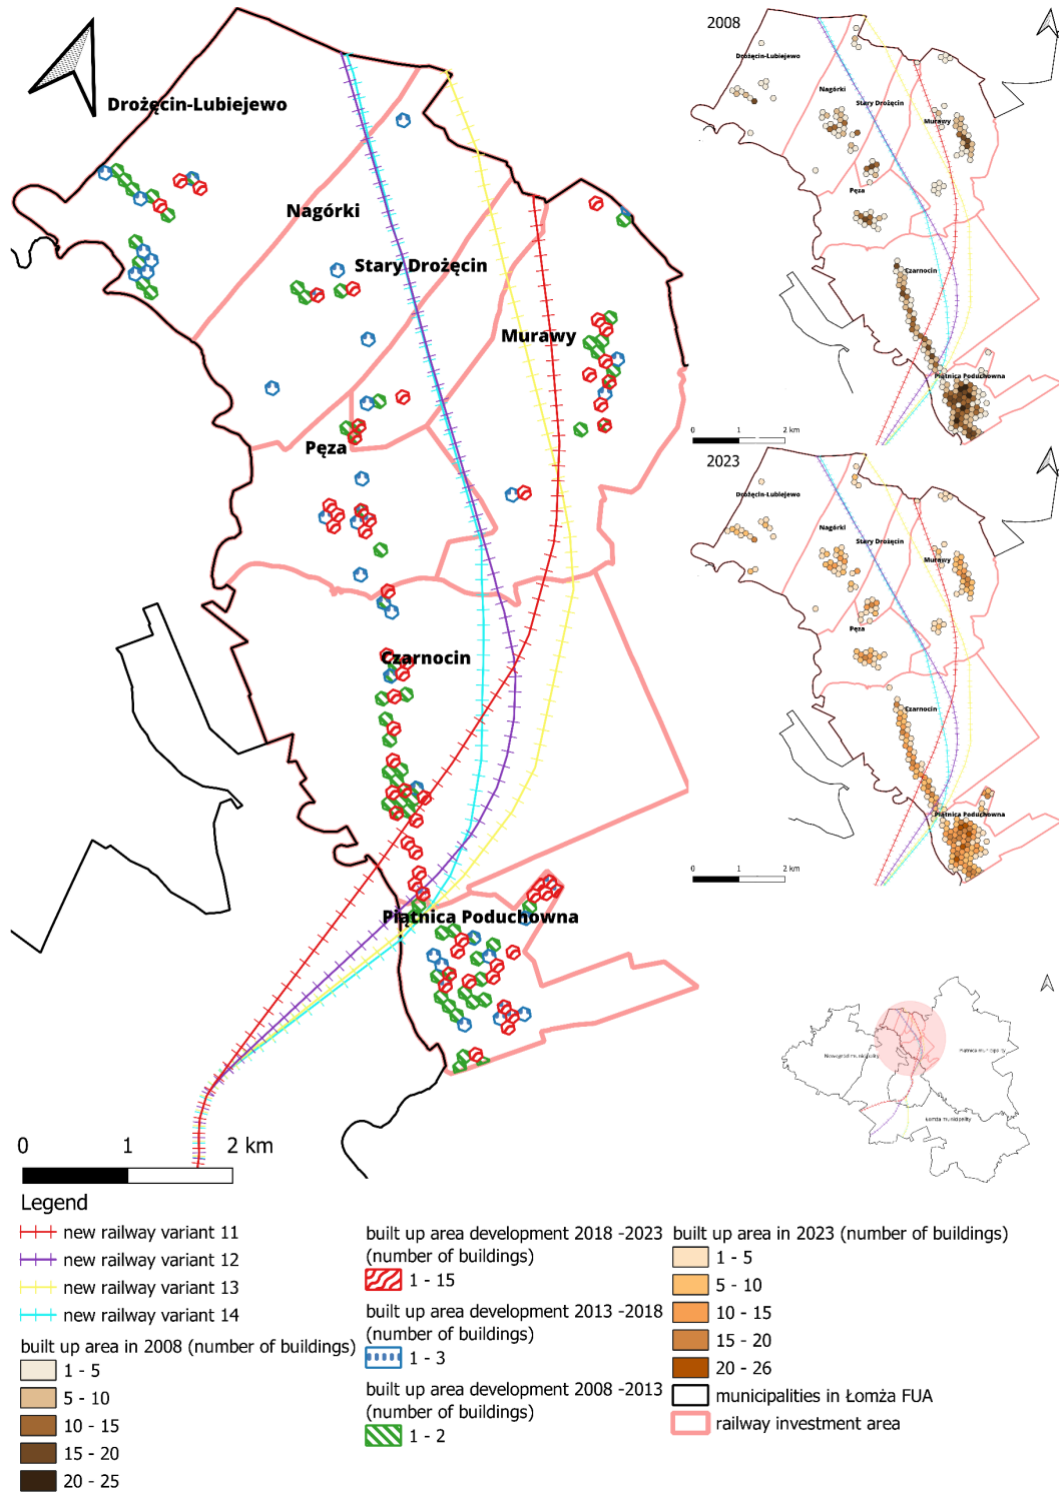 2008
Drożęcin-Lubiejewo
Nagórki
Stary Drożęcin
Murawy
Pęza
Czarnocin
Piątnica Poduchowna
0 1 2 km
Drożęcin-Lubiejewo
Nagórki
Stary Drożęcin
Murawy
Pęza
Czarnocin
Piątnica Poduchowna
0 1 2 km
2023
Drożęcin-Lubiejewo
Nagórki
Stary Drożęcin
Murawy
Pęza
Czarnocin
Piątnica Poduchowna
0 1 2 km
Nowogród municipality
Piątnica municipality
Łomża municipality
Legend
new railway variant 11
new railway variant 12
new railway variant 13
new railway variant 14
built up area in 2008 (number of buildings)
1 - 5
5 - 10
10 - 15
15 - 20
20 - 25
built up area development 2018 -2023
(number of buildings)
1 - 15
built up area development 2013 -2018
(number of buildings)
1 - 3
built up area development 2008 -2013
(number of buildings)
1 - 2
built up area in 2023 (number of buildings)
1 - 5
5 - 10
10 - 15
15 - 20
20 - 26
municipalities in Łomża FUA
railway investment area